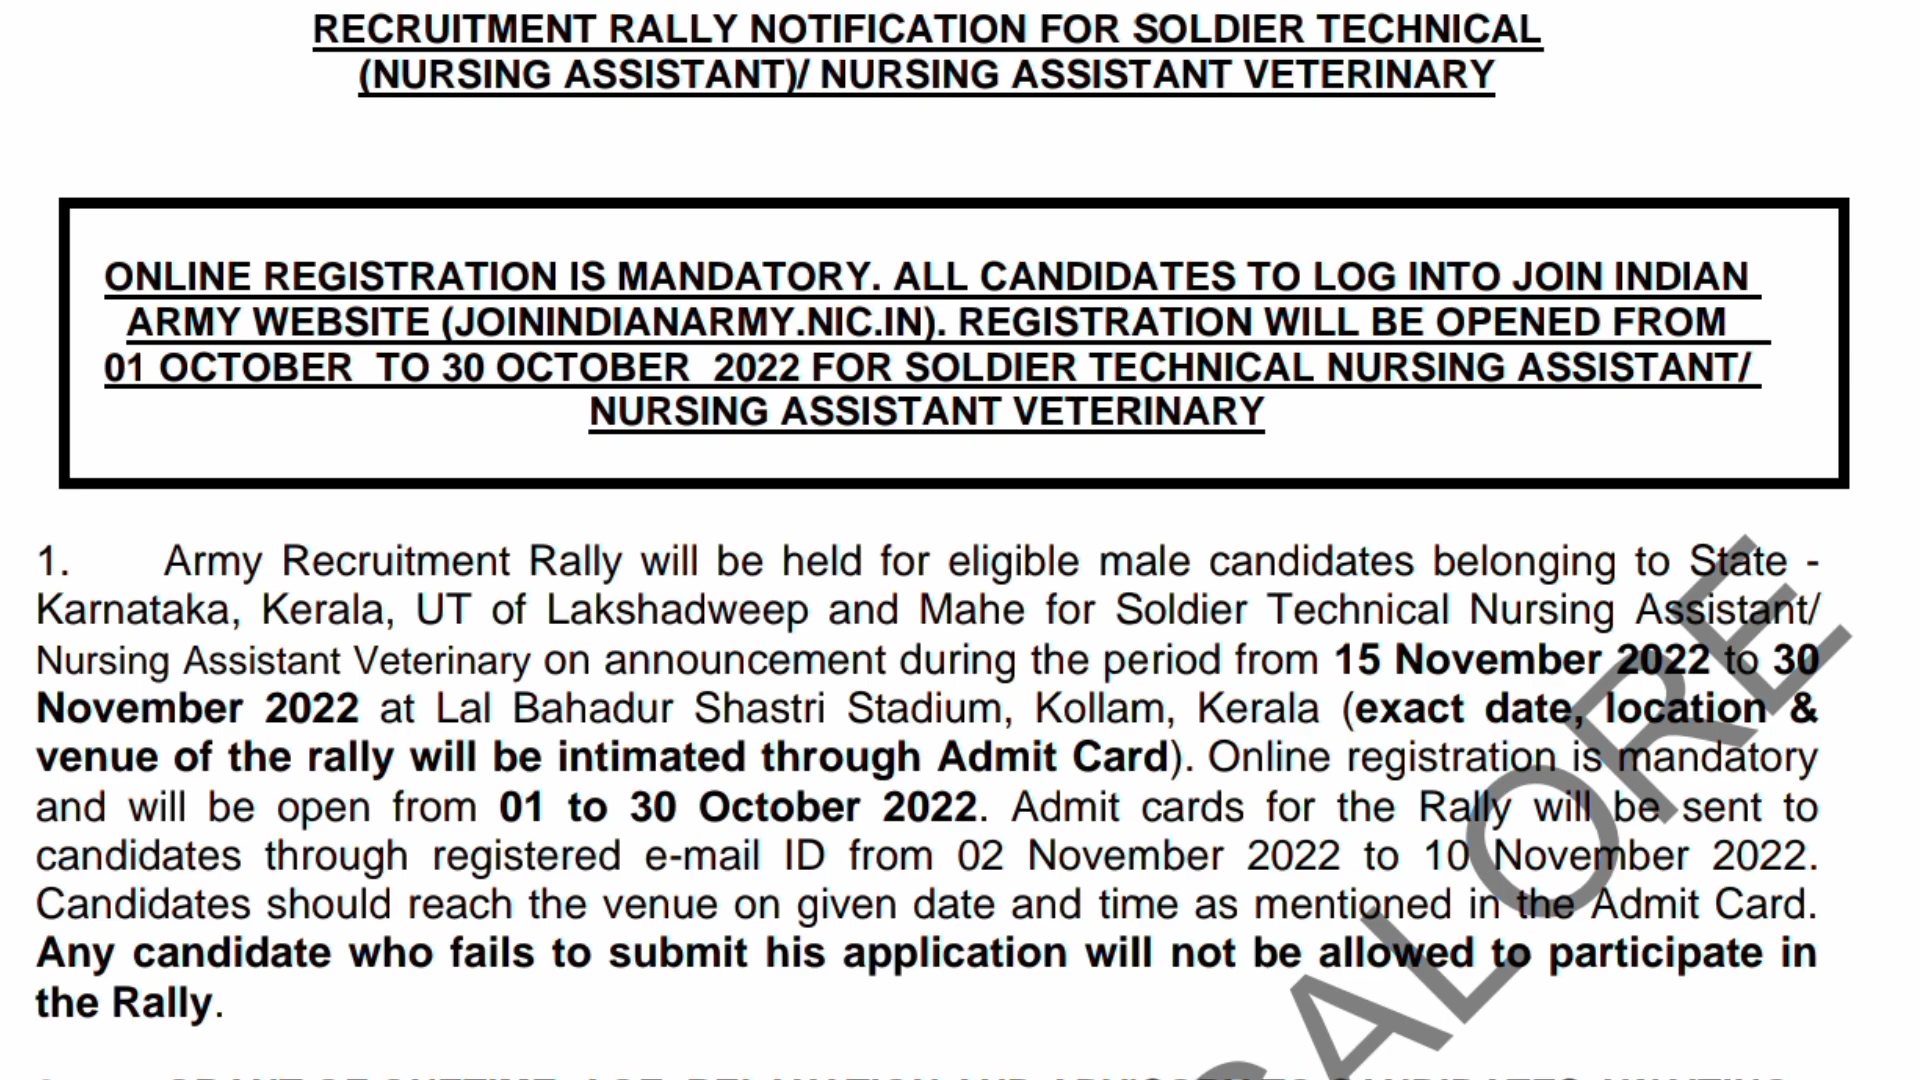 RECRUITMENT RALLY NOTIFICATION FOR SOLDIER TECHNICAL
(NURSING ASSISTANT)/ NURSING ASSISTANT VETERINARY
ONLINE REGISTRATION IS MANDATORY. ALL CANDIDATES TO LOG INTO JOIN INDIAN
ARMY WEBSITE (JOININDIANARMY.NIC.IN). REGISTRATION WILL BE OPENED FROM
01 OCTOBER TO 30 OCTOBER 2022 FOR SOLDIER TECHNICAL NURSING ASSISTANT/
NURSING ASSISTANT VETERINARY
1. Army Recruitment Rally will be held for eligible male candidates belonging to State -
Karnataka, Kerala, UT of Lakshadweep and Mahe for Soldier Technical Nursing Assistant/
Nursing Assistant Veterinary on announcement during the period from 15 November 2022 to 30
November 2022 at Lal Bahadur Shastri Stadium, Kollam, Kerala (exact date, location &
venue of the rally will be intimated through Admit Card). Online registration is mandatory
and will be open from 01 to 30 October 2022. Admit cards for the Rally will be sent to
candidates through registered e-mail ID from 02 November 2022 to 10 November 2022.
Candidates should reach the venue on given date and time as mentioned in the Admit Card.
Any candidate who fails to submit his application will not be allowed to participate in
the Rally.
ALORE